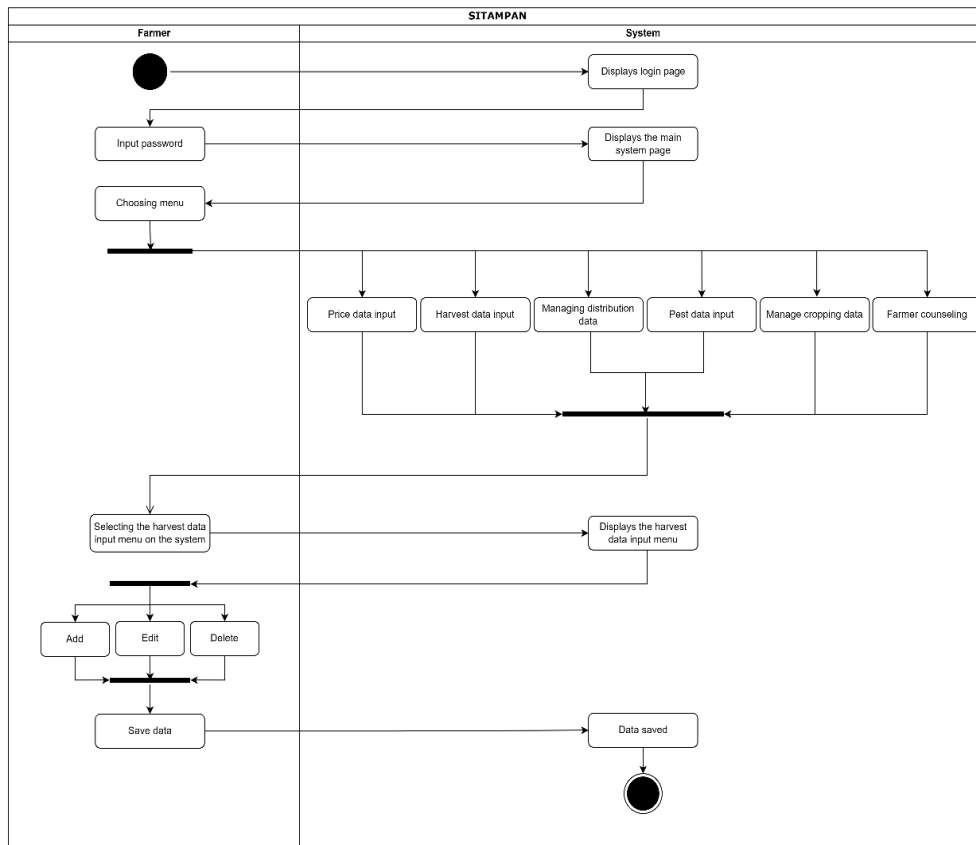 SITAMPAN
Farmer
System
Displays login page
Input password
Displays the main
system page
Choosing menu
Price data input
Harvest data input
Managing distribution
data
Pest data input
Manage cropping data
Farmer counseling
Selecting the harvest data
input menu on the system
Displays the harvest
data input menu
Add
Edit
Delete
Save data
Data saved